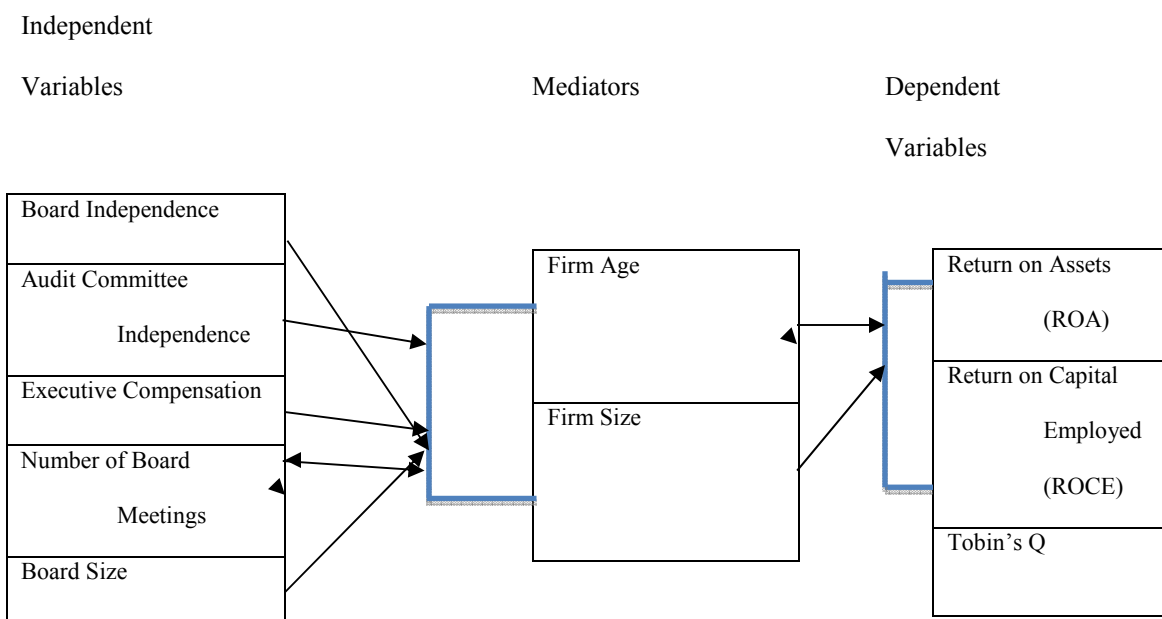 Independent
Variables
Mediators
Dependent
Variables
Board Independence
Audit Committee
Independence
Executive Compensation
Number of Board
Meetings
Board Size
Firm Age
Firm Size
Return on Assets
(ROA)
Return on Capital
Employed
(ROCE)
Tobin’s Q